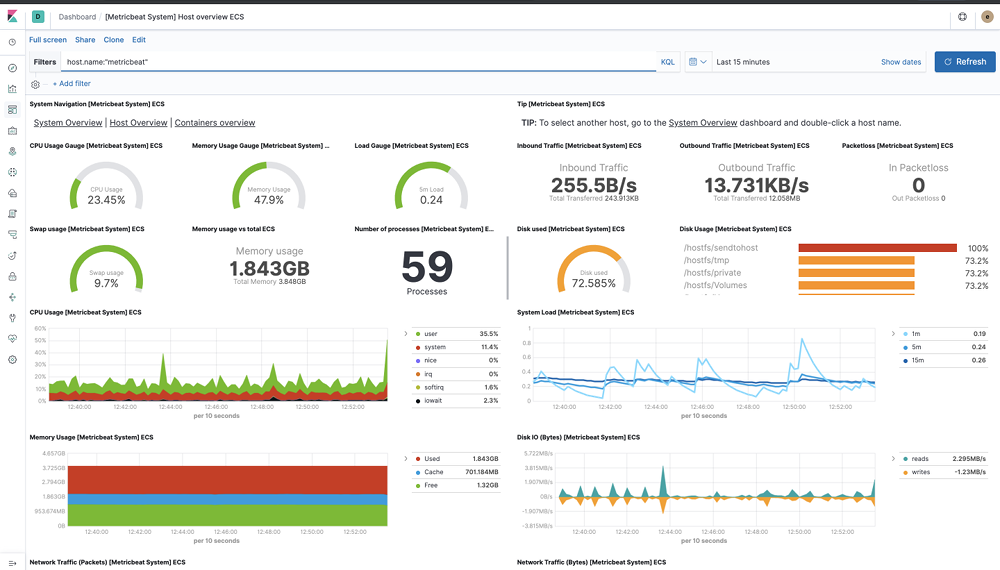 D Dashboard / [Metricbeat System] Host overview ECS e
Full screen Share Clone Edit
Filters host.name:"metricbeat" KQL Last 15 minutes Show dates Refresh
+ Add filter
System Navigation [Metricbeat System] ECS
System Overview | Host Overview | Containers overview
Tip [Metricbeat System] ECS
TIP: To select another host, go to the System Overview dashboard and double-click a host name.
CPU Usage Gauge [Metricbeat System] ECS
CPU Usage
23.45%
Memory Usage Gauge [Metricbeat System] ...
Memory Usage
47.9%
Load Gauge [Metricbeat System] ECS
5m Load
0.24
Inbound Traffic [Metricbeat System] ECS
Inbound Traffic
255.5B/s
Total Transferred 243.913KB
Outbound Traffic [Metricbeat System] ECS
Outbound Traffic
13.731KB/s
Total Transferred 12.058MB
Packetloss [Metricbeat System] ECS
In Packetloss
0
Out Packetloss 0
Swap usage [Metricbeat System] ECS
Swap usage
9.7%
Memory usage vs total ECS
Memory usage
1.843GB
Total Memory 3.848GB
Number of processes [Metricbeat System] E...
59
Processes
Disk used [Metricbeat System] ECS
Disk used
72.585%
Disk Usage [Metricbeat System] ECS
/hostfs/sendtohost 100%
/hostfs/tmp 73.2%
/hostfs/private 73.2%
/hostfs/Volumes 73.2%
CPU Usage [Metricbeat System] ECS
60%
50%
40%
30%
20%
10%
0%
12:40:00 12:42:00 12:44:00 12:46:00 12:48:00 12:50:00 12:52:00
per 10 seconds
user 35.5%
system 11.4%
nice 0%
irq 0%
softirq 1.6%
iowait 2.3%
System Load [Metricbeat System] ECS
1
0.8
0.6
0.4
0.2
0
12:40:00 12:42:00 12:44:00 12:46:00 12:48:00 12:50:00 12:52:00
per 10 seconds
1m 0.19
5m 0.24
15m 0.26
Memory Usage [Metricbeat System] ECS
4.657GB
3.725GB
2.794GB
1.863GB
953.674MB
0B
12:40:00 12:42:00 12:44:00 12:46:00 12:48:00 12:50:00 12:52:00
per 10 seconds
Used 1.843GB
Cache 701.184MB
Free 1.32GB
Disk IO (Bytes) [Metricbeat System] ECS
5.722MB/s
3.815MB/s
1.907MB/s
0B/s
-1.907MB/s
-3.815MB/s
12:40:00 12:42:00 12:44:00 12:46:00 12:48:00 12:50:00 12:52:00
per 10 seconds
reads 2.295MB/s
writes -1.23MB/s
Network Traffic (Packets) [Metricbeat System] ECS
Network Traffic (Bytes) [Metricbeat System] ECS